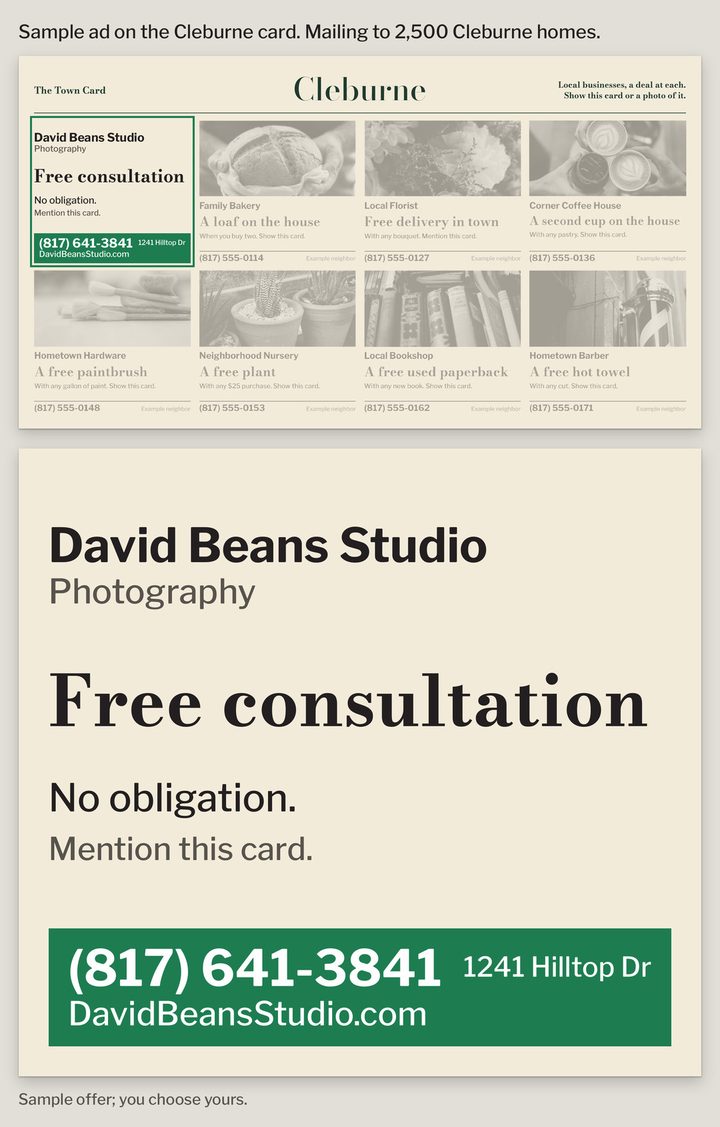 Sample ad on the Cleburne card. Mailing to 2,500 Cleburne homes.
The Town Card
Cleburne
Local businesses, a deal at each.
Show this card or a photo of it.
David Beans Studio
Photography
Free consultation
No obligation.
Mention this card.
(817) 641-3841 1241 Hilltop Dr
DavidBeansStudio.com
Family Bakery
A loaf on the house
When you buy two. Show this card.
(817) 555-0114 Example neighbor
Local Florist
Free delivery in town
With any bouquet. Mention this card.
(817) 555-0127 Example neighbor
Corner Coffee House
A second cup on the house
With any pastry. Show this card.
(817) 555-0136 Example neighbor
Hometown Hardware
A free paintbrush
With any gallon of paint. Show this card.
(817) 555-0148 Example neighbor
Neighborhood Nursery
A free plant
With any $25 purchase. Show this card.
(817) 555-0153 Example neighbor
Local Bookshop
A free used paperback
With any new book. Show this card.
(817) 555-0162 Example neighbor
Hometown Barber
A free hot towel
With any cut. Show this card.
(817) 555-0171 Example neighbor
David Beans Studio
Photography
Free consultation
No obligation.
Mention this card.
(817) 641-3841 1241 Hilltop Dr
DavidBeansStudio.com
Sample offer; you choose yours.